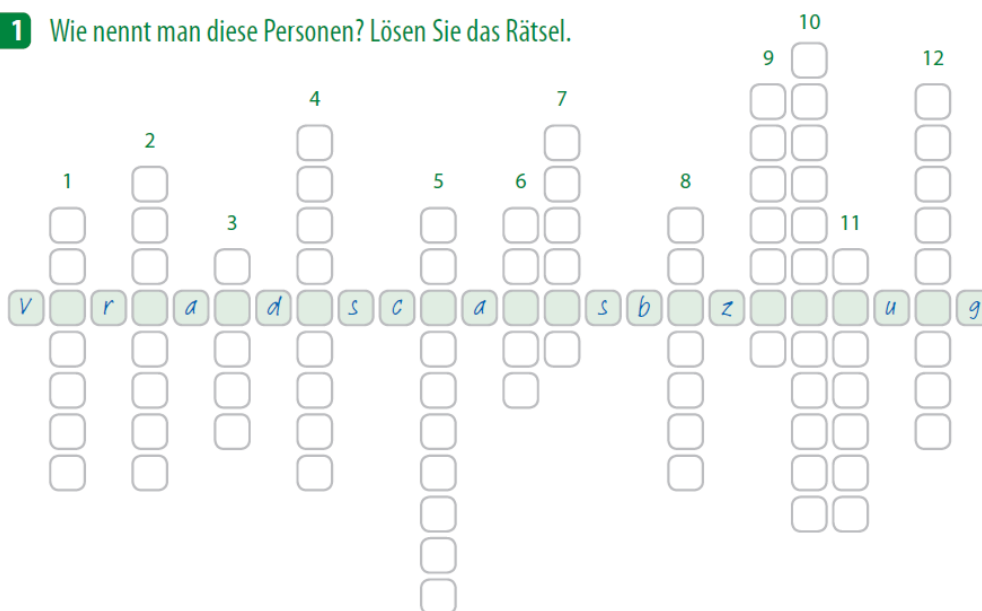 1 Wie nennt man diese Personen? Lösen Sie das Rätsel.
10
9 12
4 7
2
1 5 6 8
3 11
V r a d s c a s b z u g